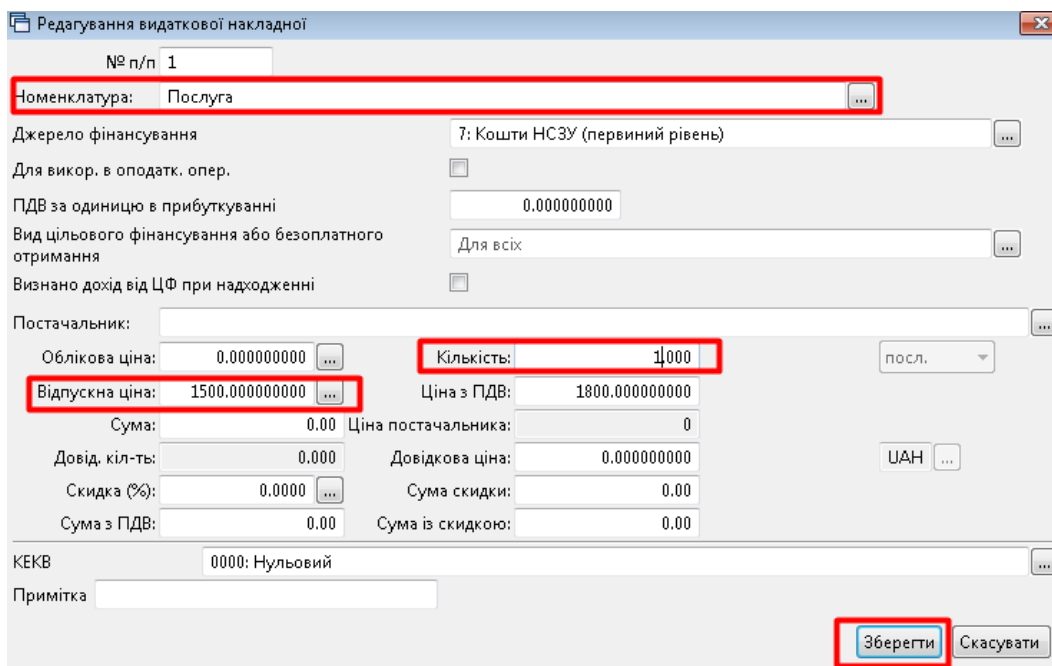 Редагування видаткової накладної
№ п/п 1
Номенклатура: Послуга ...
Джерело фінансування 7: Кошти НСЗУ (первиний рівень) ...
Для викор. в оподатк. опер.
ПДВ за одиницю в прибуткуванні 0.000000000
Вид цільового фінансування або безоплатного
отримання Для всіх ...
Визнано дохід від ЦФ при надходженні
Постачальник: ...
Облікова ціна: 0.000000000 ... Кількість: 1.000 посл.
Відпускна ціна: 1500.000000000 ... Ціна з ПДВ: 1800.000000000
Сума: 0.00 Ціна постачальника: 0
Довід. кіл-ть: 0.000 Довідкова ціна: 0.000000000 UAH ...
Скидка (%): 0.0000 ... Сума скидки: 0.00
Сума з ПДВ: 0.00 Сума із скидкою: 0.00
КЕКВ 0000: Нульовий ...
Примітка
Зберегти Скасувати